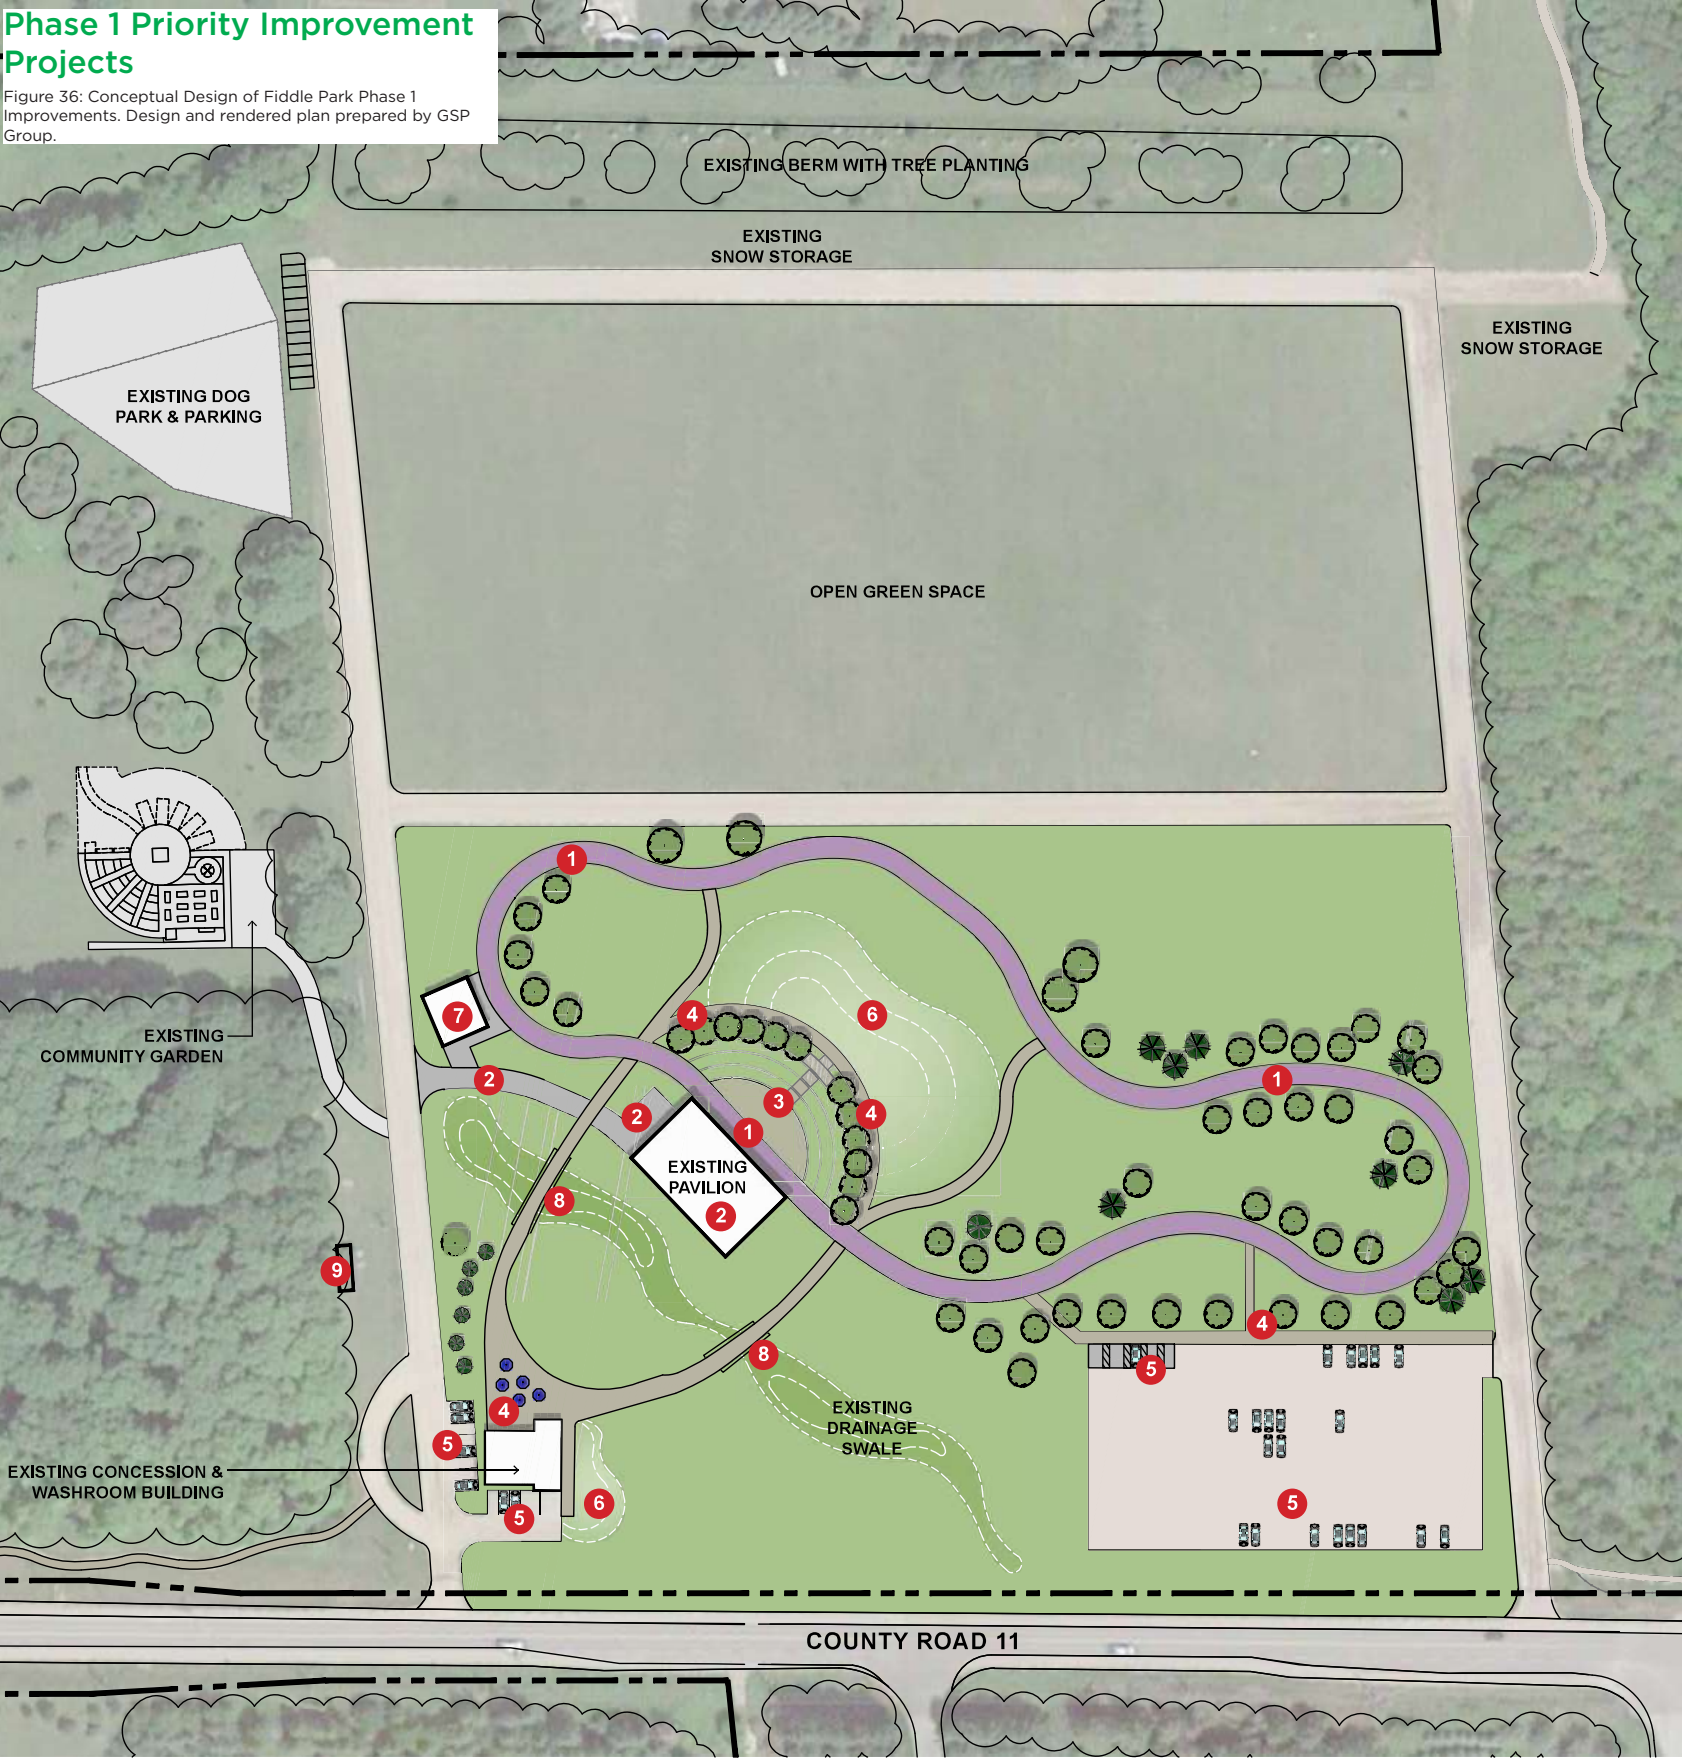 Phase 1 Priority Improvement
Projects
Figure 36: Conceptual Design of Fiddle Park Phase 1
Improvements. Design and rendered plan prepared by GSP
Group.
EXISTING BERM WITH TREE PLANTING
EXISTING
SNOW STORAGE
EXISTING
SNOW STORAGE
EXISTING DOG
PARK & PARKING
OPEN GREEN SPACE
1
7
4
6
EXISTING
COMMUNITY GARDEN
2
1
3
2
4
1
EXISTING
PAVILION
8
2
9
4
8
5
4
EXISTING
DRAINAGE
SWALE
5
EXISTING CONCESSION &
WASHROOM BUILDING
6
5
5
COUNTY ROAD 11